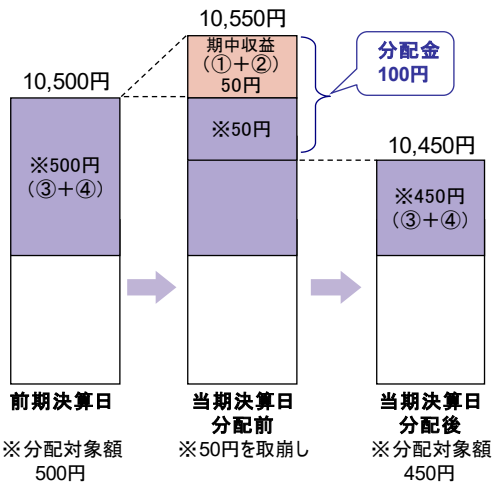 10,500円
※500円
(③+④)
前期決算日
※分配対象額
500円
10,550円
期中収益
(①+②)
50円
※50円
分配金
100円
当期決算日
分配前
※50円を取崩し
10,450円
※450円
(③+④)
当期決算日
分配後
※分配対象額
450円